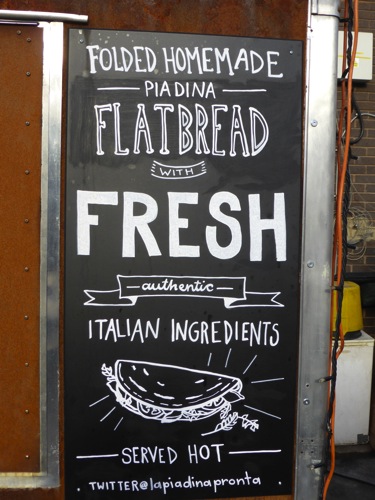 FOLDED HOMEMADE
PIADINA
FLATBREAD
WITH
FRESH
authentic
ITALIAN INGREDIENTS
SERVED HOT
TWITTER@lapiadinapronta